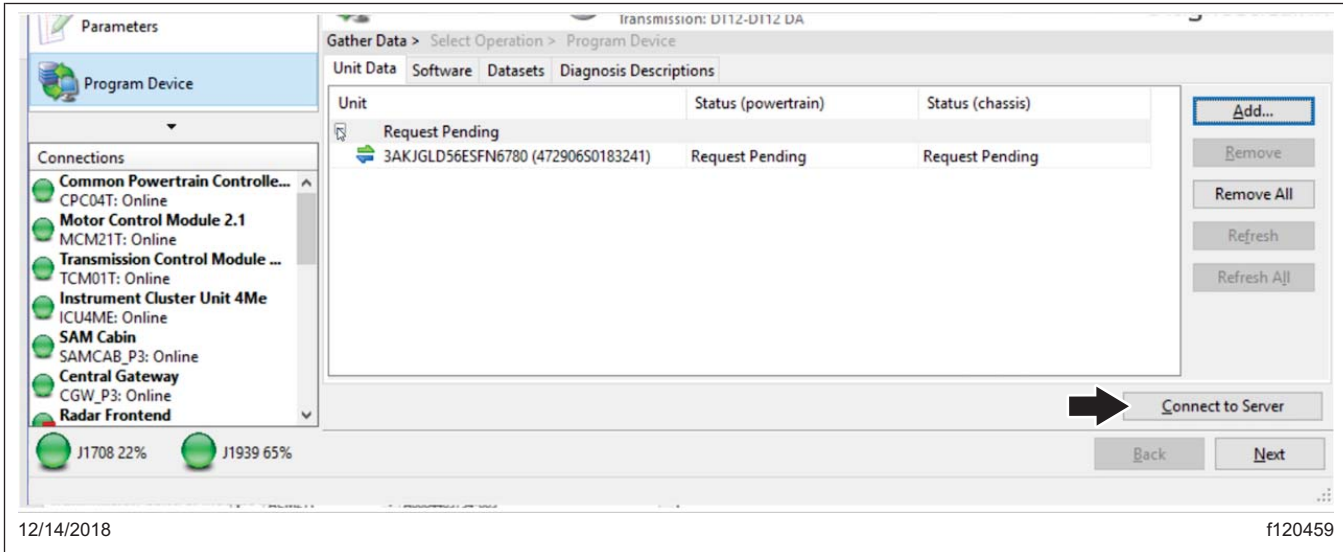 Parameters
Transmission: DT12-DT12 DA
Gather Data > Select Operation > Program Device
Program Device
Unit Data Software Datasets Diagnosis Descriptions
Unit Status (powertrain) Status (chassis)
Add...
Request Pending
3AKJGLD56ESFN6780 (472906S0183241) Request Pending Request Pending
Remove
Remove All
Refresh
Refresh All
Connections
Common Powertrain Controlle...
CPC04T: Online
Motor Control Module 2.1
MCM21T: Online
Transmission Control Module ...
TCM01T: Online
Instrument Cluster Unit 4Me
ICU4ME: Online
SAM Cabin
SAMCAB_P3: Online
Central Gateway
CGW_P3: Online
Radar Frontend
Connect to Server
J1708 22% J1939 65%
Back Next
12/14/2018 f120459